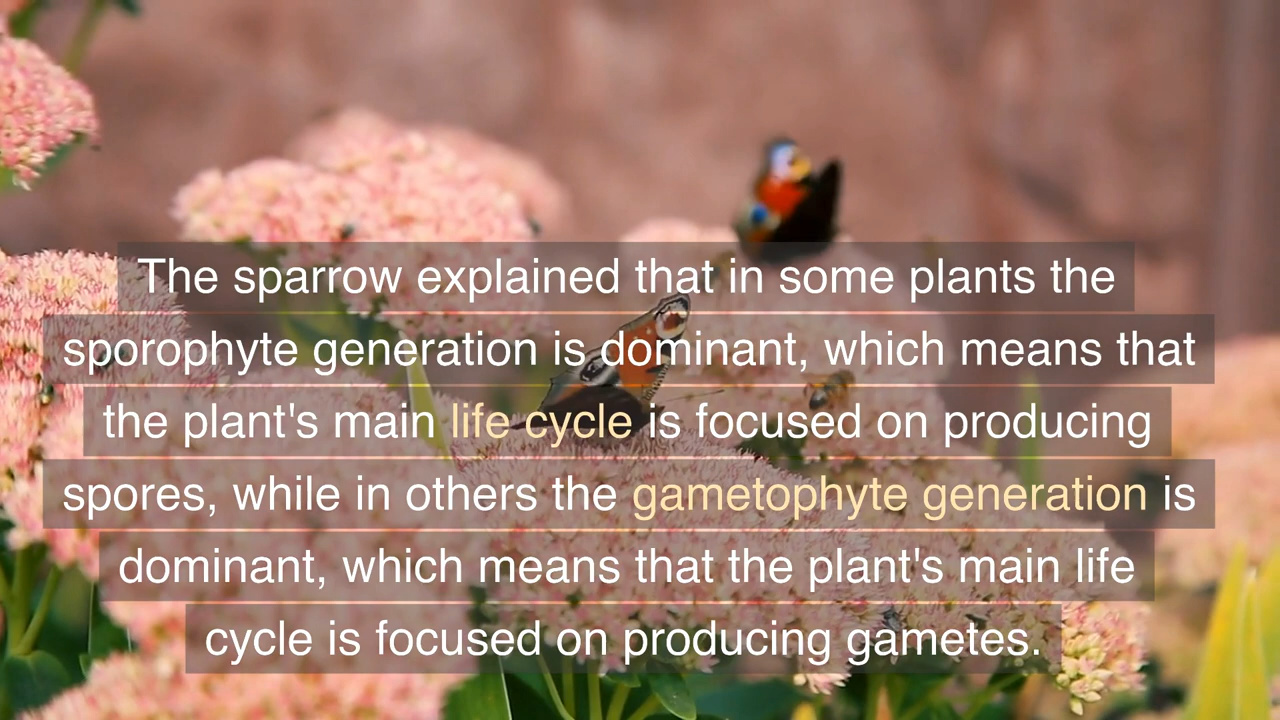 The sparrow explained that in some plants the
sporophyte generation is dominant, which means that
the plant's main life cycle is focused on producing
spores, while in others the gametophyte generation is
dominant, which means that the plant's main life
cycle is focused on producing gametes.